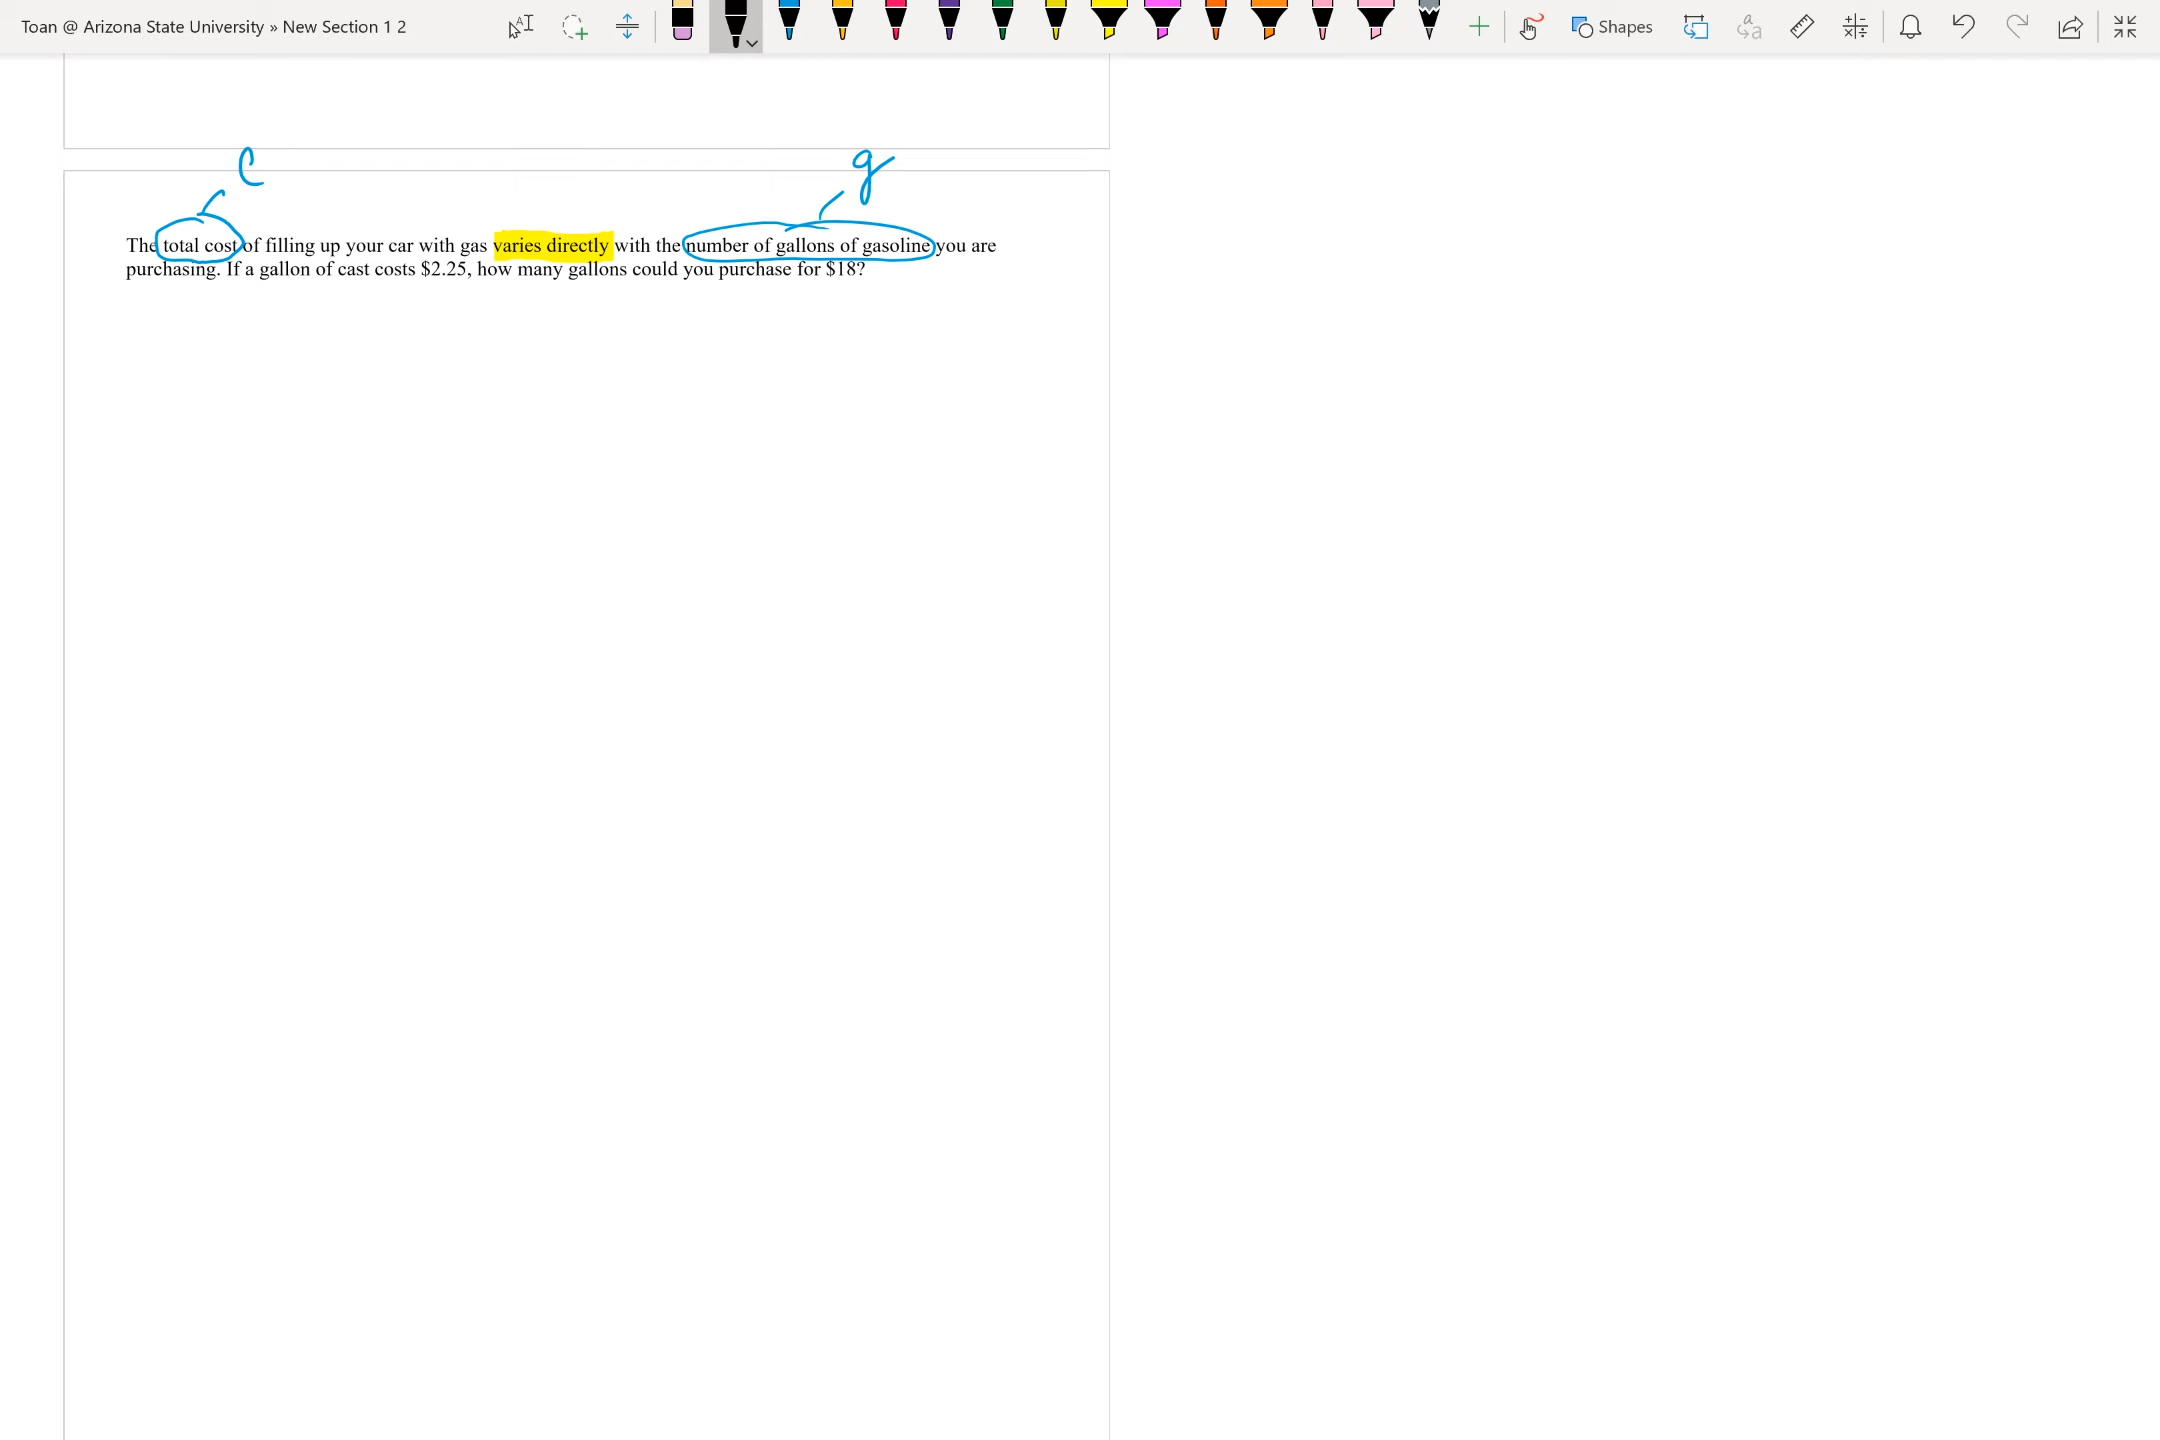 Toan @ Arizona State University » New Section 1 2
Shapes
C
g
The total cost of filling up your car with gas varies directly with the number of gallons of gasoline you are
purchasing. If a gallon of cast costs $2.25, how many gallons could you purchase for $18?